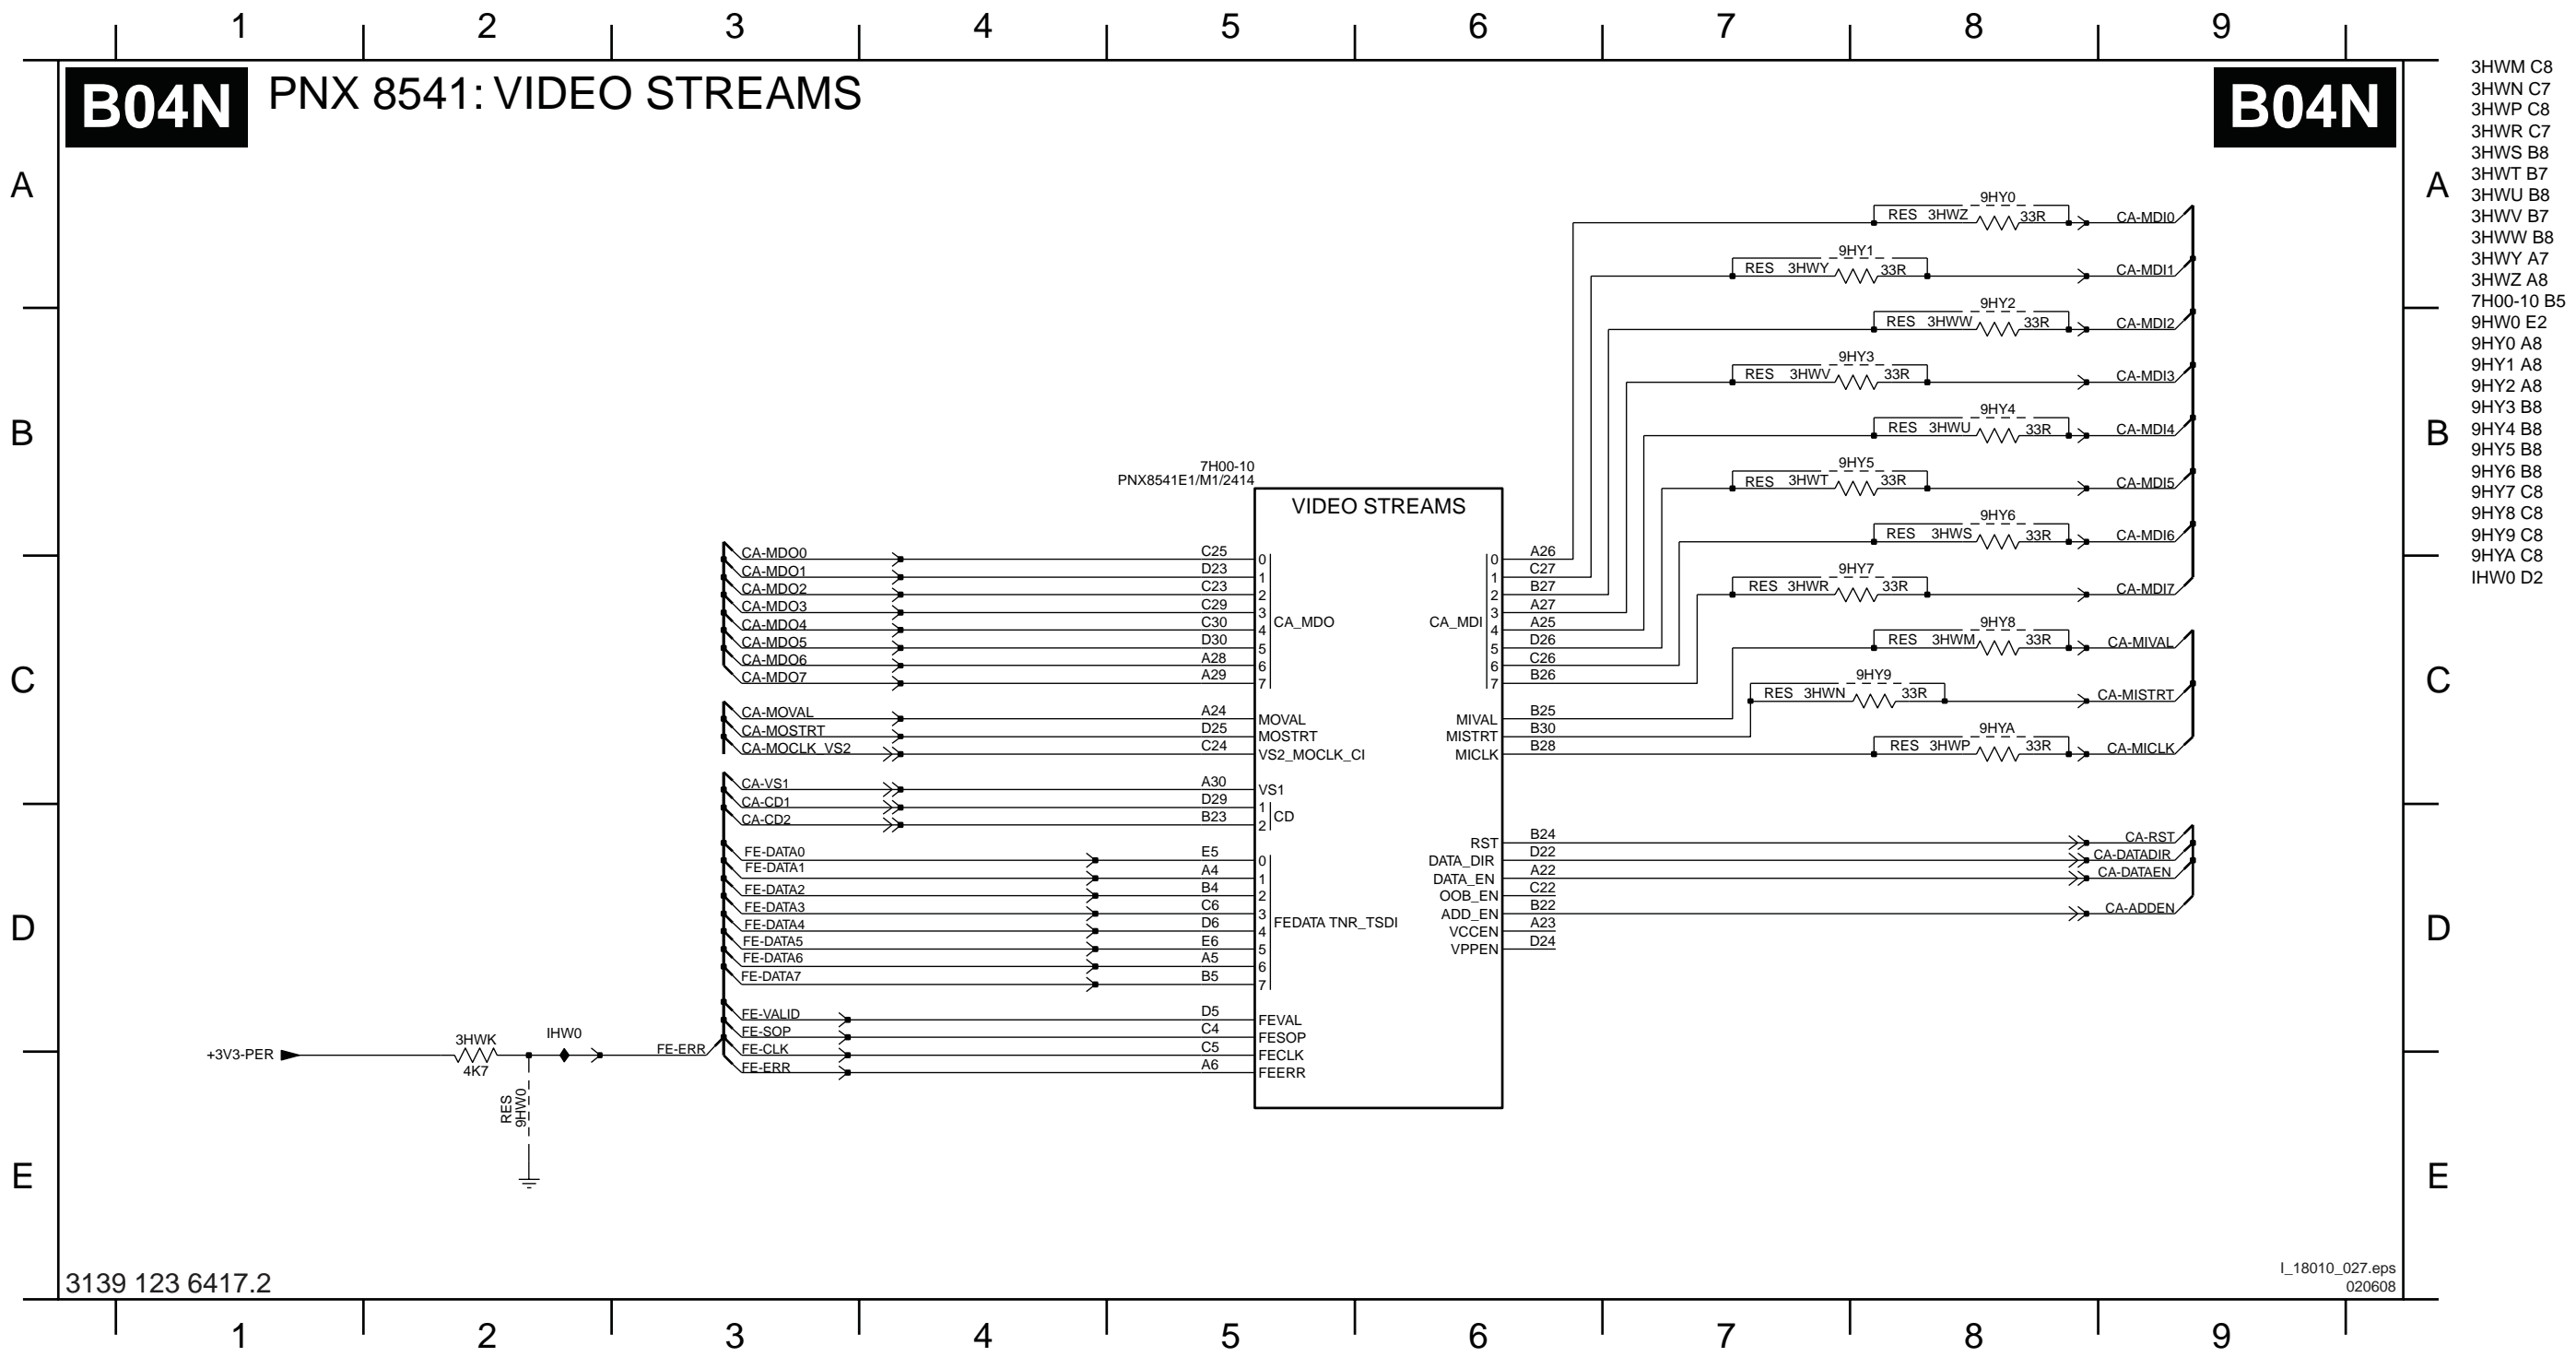 1 2 3 4 5 6 7 8 9
B04N PNX 8541: VIDEO STREAMS B04N
A
B
C
D
E
A
B
C
D
E
3HWM C8
3HWN C7
3HWP C8
3HWR C7
3HWS B8
3HWT B7
3HWU B8
3HWV B7
3HWW B8
3HWY A7
3HWZ A8
7H00-10 B5
9HW0 E2
9HY0 A8
9HY1 A8
9HY2 A8
9HY3 B8
9HY4 B8
9HY5 B8
9HY6 B8
9HY7 C8
9HY8 C8
9HY9 C8
9HYA C8
IHW0 D2
9HY0
RES 3HWZ 33R CA-MDI0
9HY1
RES 3HWY 33R CA-MDI1
9HY2
RES 3HWW 33R CA-MDI2
9HY3
RES 3HWV 33R CA-MDI3
9HY4
RES 3HWU 33R CA-MDI4
9HY5
RES 3HWT 33R CA-MDI5
9HY6
RES 3HWS 33R CA-MDI6
9HY7
RES 3HWR 33R CA-MDI7
9HY8
RES 3HWM 33R CA-MIVAL
9HY9
RES 3HWN 33R CA-MISTRT
9HYA
RES 3HWP 33R CA-MICLK
7H00-10
PNX8541E1/M1/2414
VIDEO STREAMS
CA-MDO0 C25 0
CA-MDO1 D23 1
CA-MDO2 C23 2
CA-MDO3 C29 3
CA-MDO4 C30 4
CA-MDO5 D30 5
CA-MDO6 A28 6
CA-MDO7 A29 7
CA_MDO
CA-MOVAL A24 MOVAL
CA-MOSTRT D25 MOSTRT
CA-MOCLK_VS2 C24 VS2_MOCLK_CI
CA-VS1 A30 VS1
CA-CD1 D29 1
CA-CD2 B23 2
CD
FE-DATA0 E5 0
FE-DATA1 A4 1
FE-DATA2 B4 2
FE-DATA3 C6 3
FE-DATA4 D6 4
FE-DATA5 E6 5
FE-DATA6 A5 6
FE-DATA7 B5 7
FEDATA TNR_TSDI
FE-VALID D5 FEVAL
FE-SOP C4 FESOP
FE-CLK C5 FECLK
FE-ERR A6 FEERR
0 A26
1 C27
2 B27
3 A27
4 A25
5 D26
6 C26
7 B26
CA_MDI
MIVAL B25
MISTRT B30
MICLK B28
RST B24 CA-RST
DATA_DIR D22 CA-DATADIR
DATA_EN A22 CA-DATAEN
OOB_EN C22
ADD_EN B22 CA-ADDEN
VCCEN A23
VPPEN D24
+3V3-PER
3HWK
4K7
IHW0
FE-ERR
RES
9HW0
3139 123 6417.2
I_18010_027.eps
020608
1 2 3 4 5 6 7 8 9